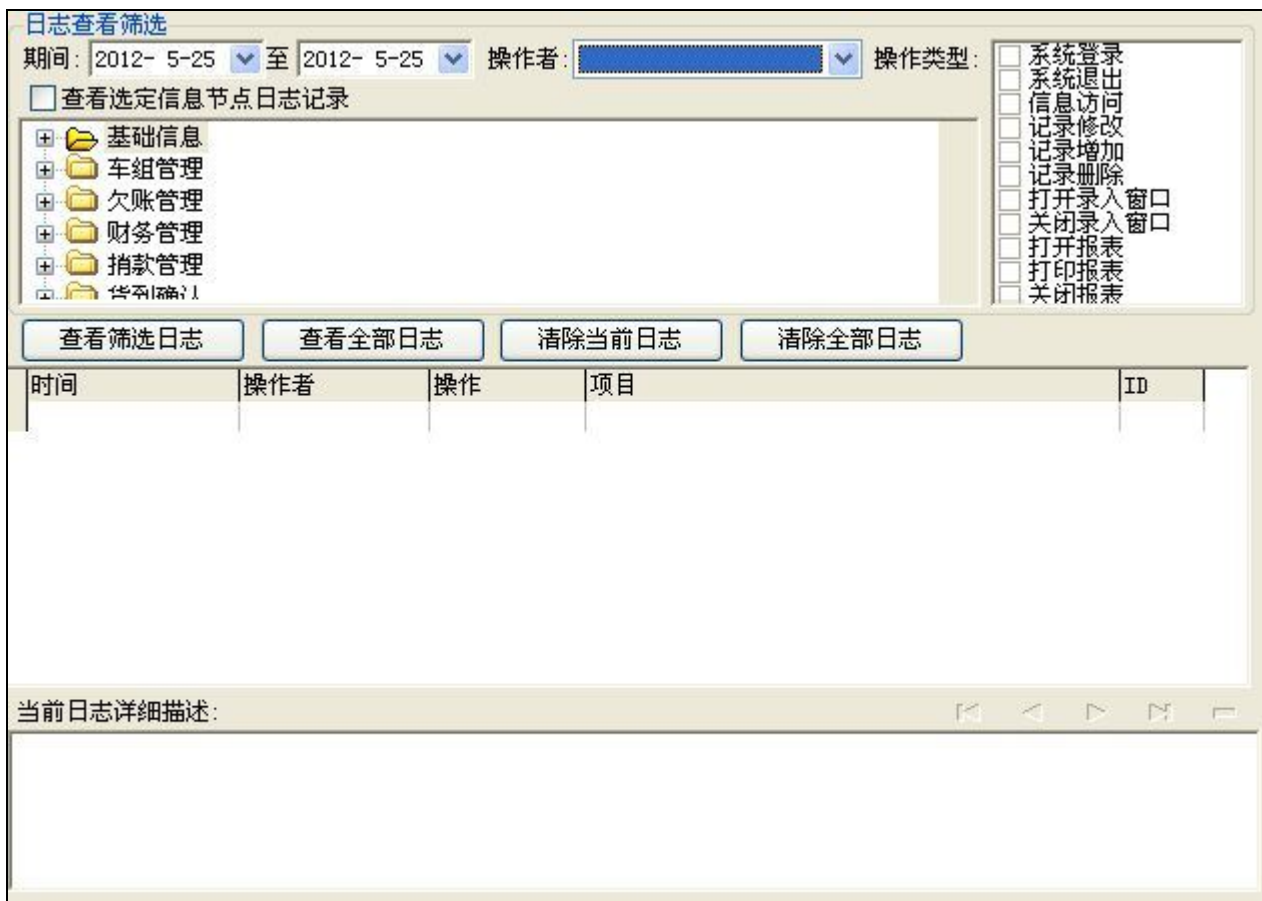 日志查看筛选
期间: 2012- 5-25 至 2012- 5-25 操作者: 操作类型:
系统登录
系统退出
信息访问
记录修改
记录增加
记录删除
打开录入窗口
关闭录入窗口
打开报表
打印报表
关闭报表
查看选定信息节点日志记录
基础信息
车组管理
欠账管理
财务管理
捎款管理
货到确认
查看筛选日志 查看全部日志 清除当前日志 清除全部日志
时间 操作者 操作 项目 ID
当前日志详细描述: